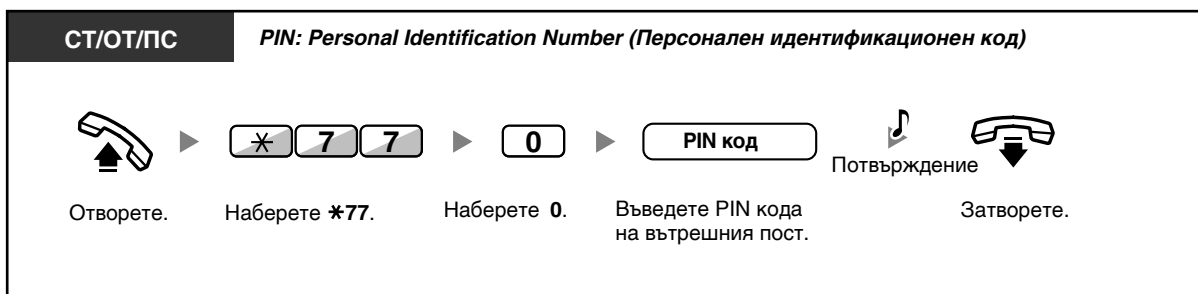 СТ/ОТ/ПС
PIN: Personal Identification Number (Персонален идентификационен код)
✳ 7 7 0 PIN код
Потвърждение
Отворете. Наберете ✳77. Наберете 0. Въведете PIN кода Затворете.
на вътрешния пост.